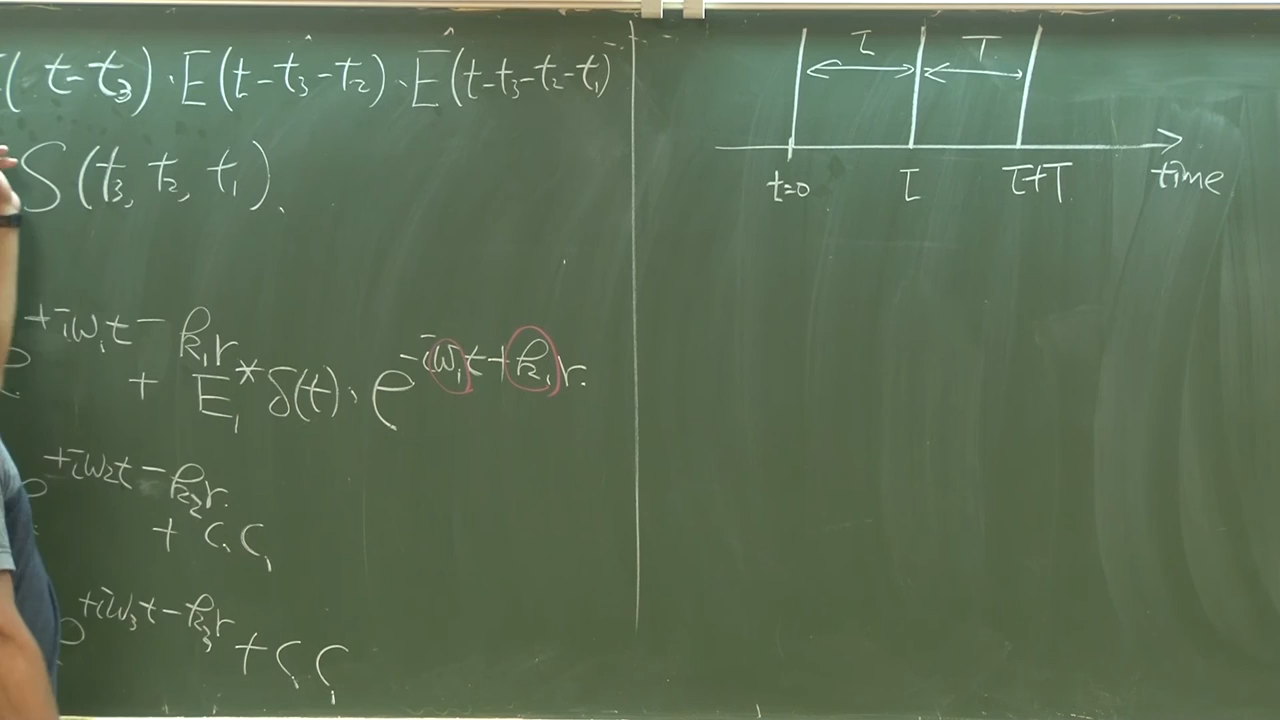 ( t-t₃)·E(t-t₃-t₂)·E(t-t₃-t₂-t₁)
S(t₃, t₂, t₁).
+iω₁t - k₁r
+ E₁*δ(t)·e^{-iω₁t+k₁r.}
+iω₂t - k₂r.
+ c.c.
+iω₃t - k₃r
+ c.c.
τ T
t=0 τ τ+T time